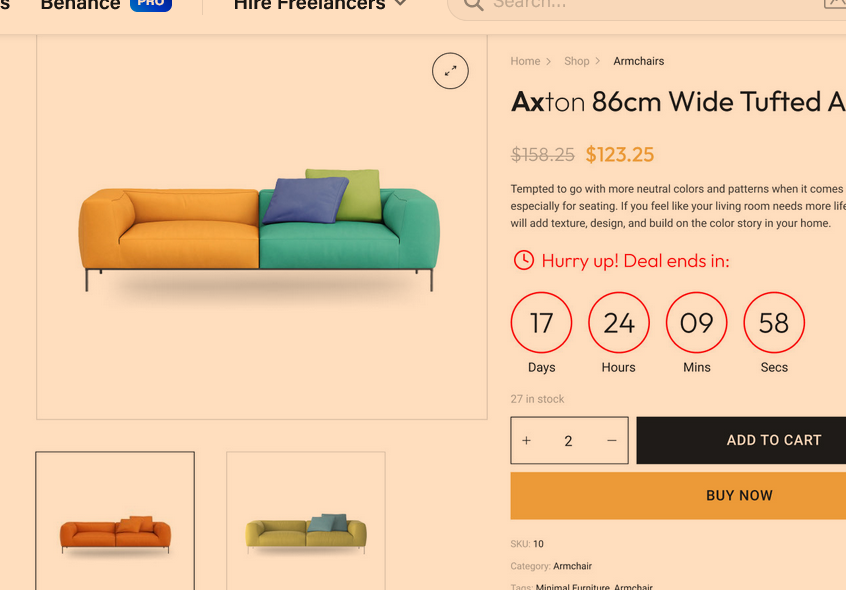 Behance PRO Hire Freelancers Search...
Home > Shop > Armchairs
Axton 86cm Wide Tufted A
$158.25 $123.25
Tempted to go with more neutral colors and patterns when it comes
especially for seating. If you feel like your living room needs more life
will add texture, design, and build on the color story in your home.
Hurry up! Deal ends in:
17 24 09 58
Days Hours Mins Secs
27 in stock
+ 2 − ADD TO CART
BUY NOW
SKU: 10
Category: Armchair
Tags: Minimal Furniture, Armchair